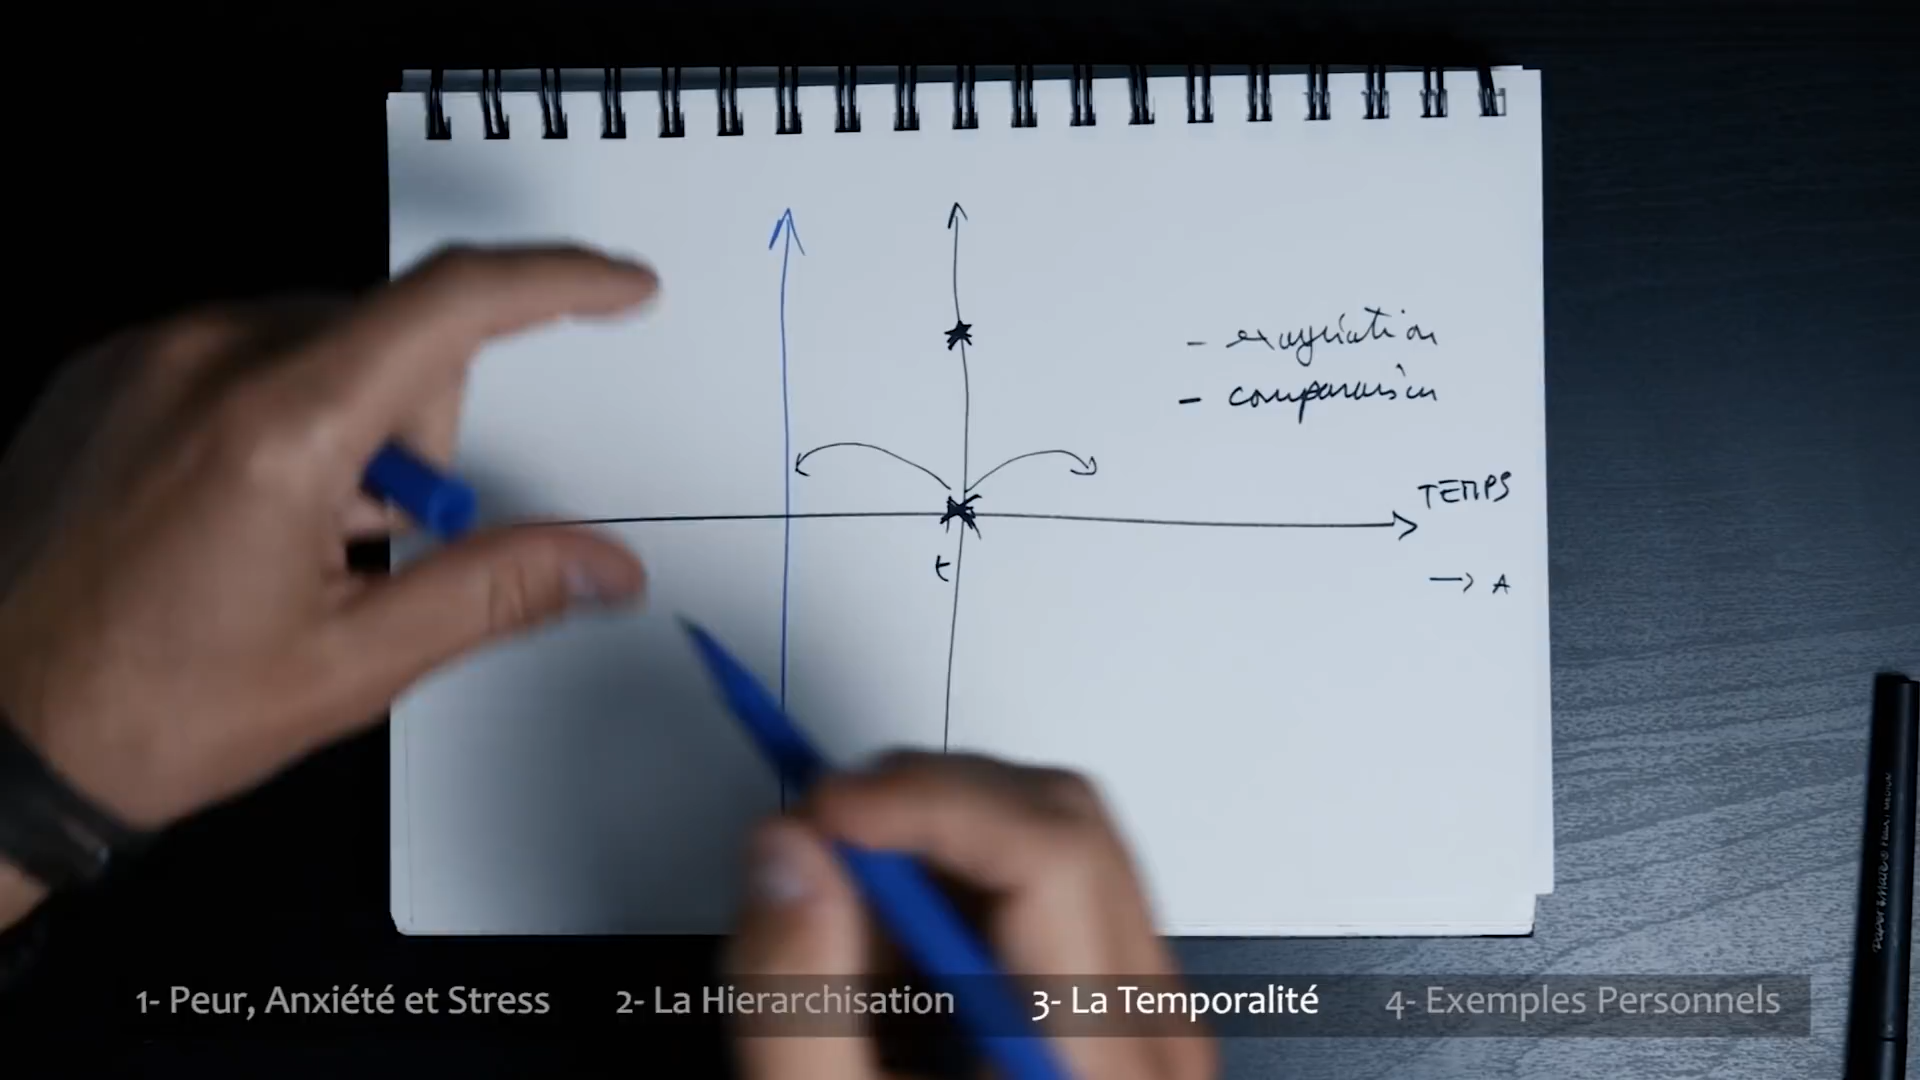 - exagération
- comparaison
TEMPS
t
→ A
1- Peur, Anxiété et Stress
2- La Hierarchisation
3- La Temporalité
4- Exemples Personnels